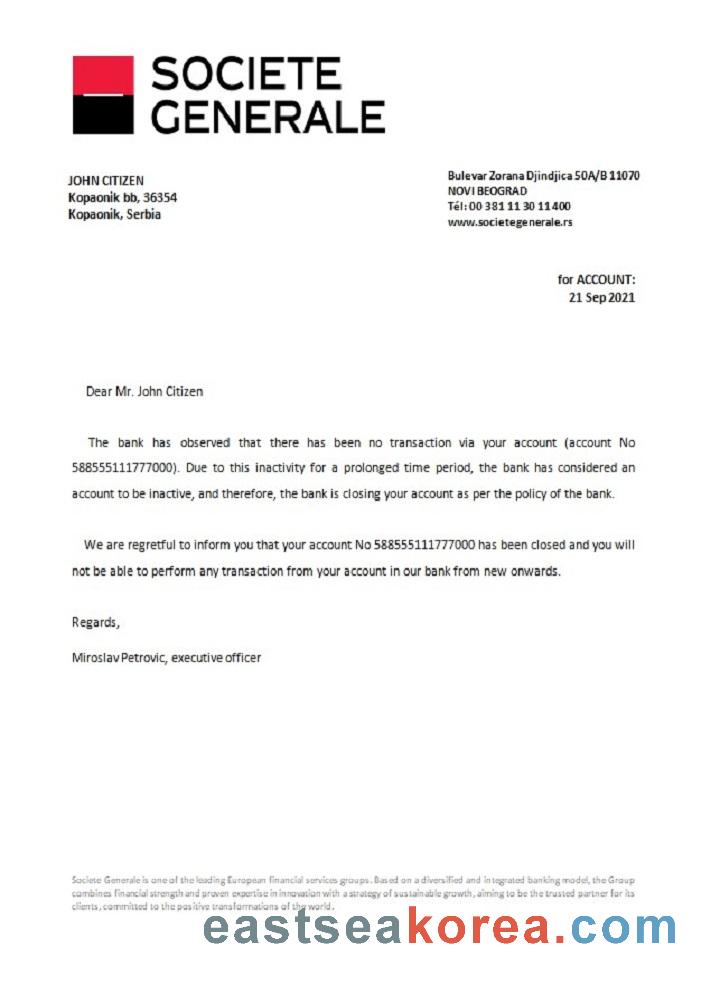 SOCIETE
GENERALE
JOHN CITIZEN
Kopaonik bb, 36354
Kopaonik, Serbia
Bulevar Zorana Djindjica 50A/B 11070
NOVI BEOGRAD
Tél: 00 381 11 30 11 400
www.societegenerale.rs
for ACCOUNT:
21 Sep 2021
Dear Mr. John Citizen
The bank has observed that there has been no transaction via your account (account No
588555111777000). Due to this inactivity for a prolonged time period, the bank has considered an
account to be inactive, and therefore, the bank is closing your account as per the policy of the bank.
We are regretful to inform you that your account No 588555111777000 has been closed and you will
not be able to perform any transaction from your account in our bank from new onwards.
Regards,
Miroslav Petrovic, executive officer
Societe Generale is one of the leading European financial services groups. Based on a diversified and integrated banking model, the Group
combines financial strength and proven expertise in innovation with a strategy of sustainable growth, aiming to be the trusted partner for its
clients, committed to the positive transformations of the world.
eastseakorea.com